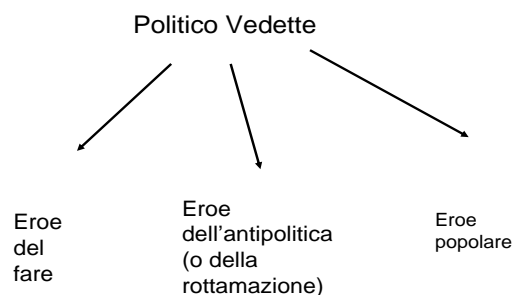 Politico Vedette
Eroe
del
fare
Eroe
dell'antipolitica
(o della
rottamazione)
Eroe
popolare